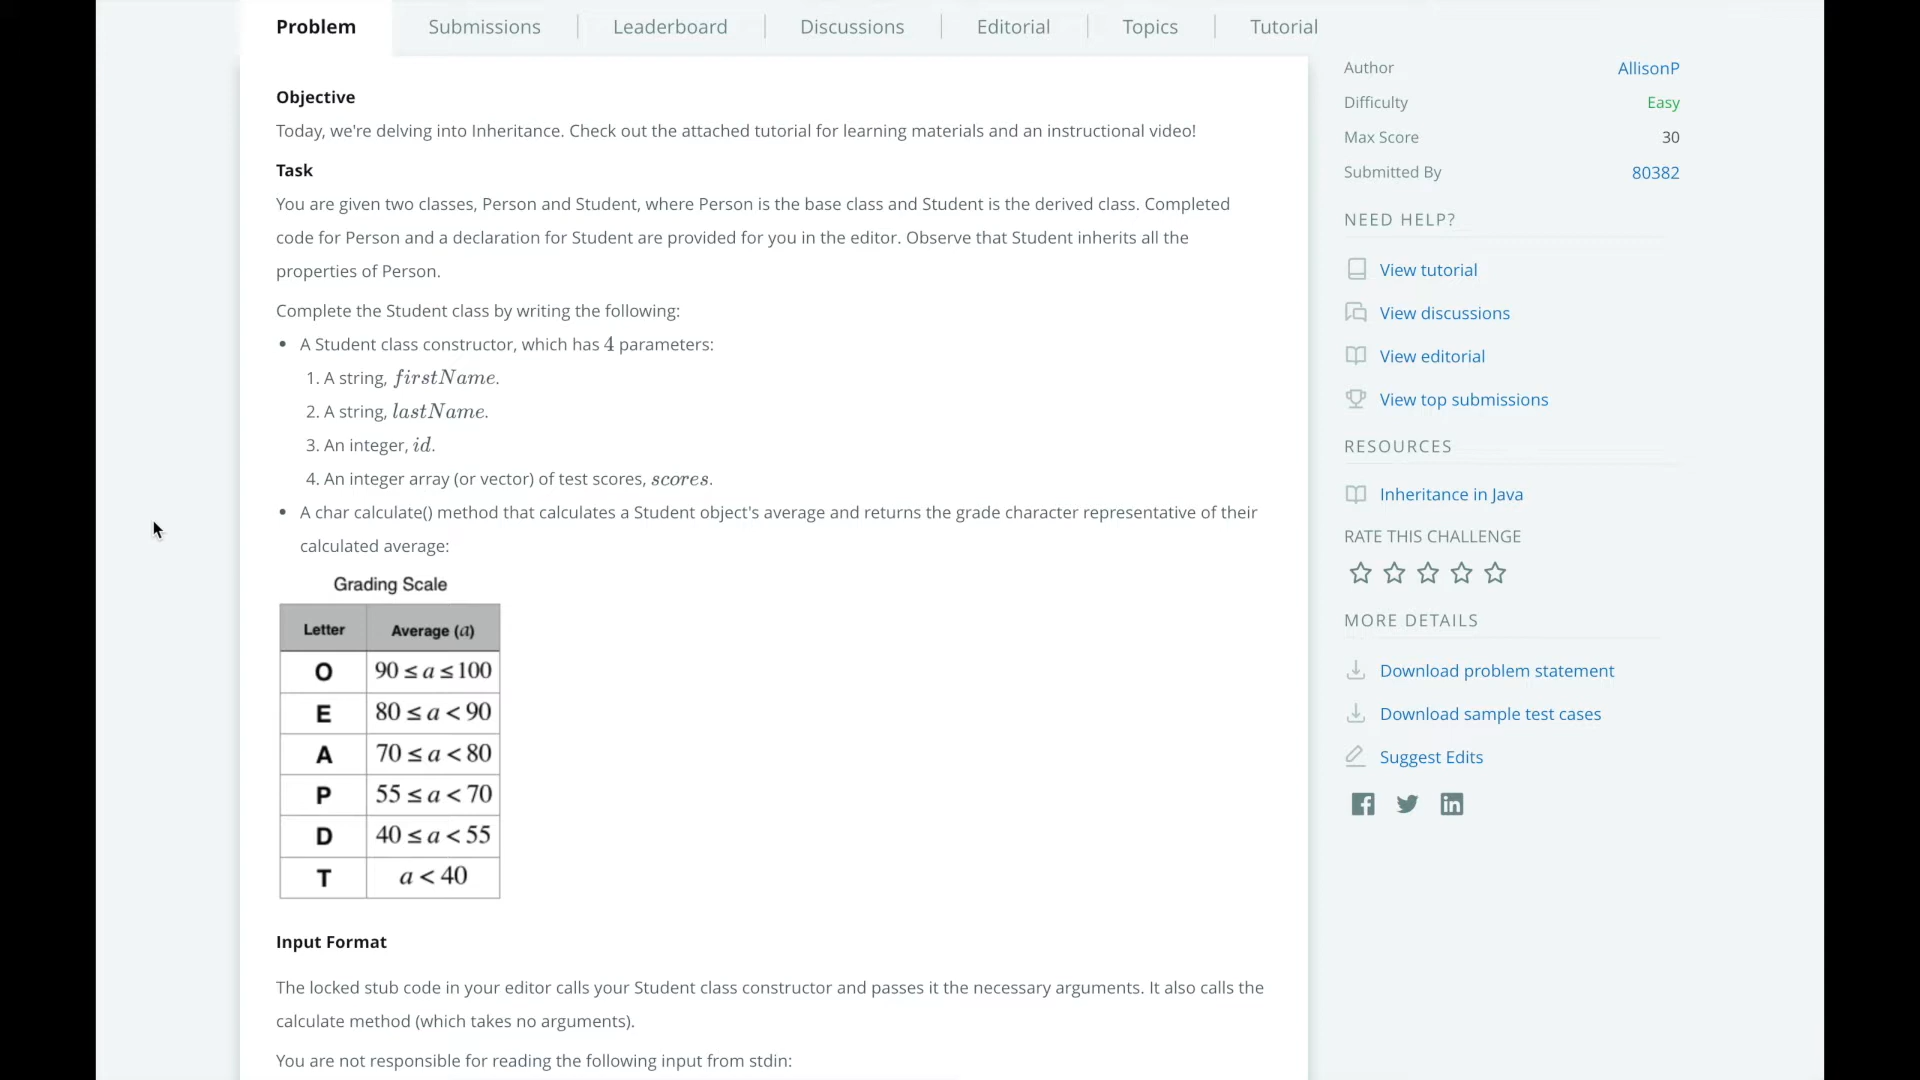 Problem
Submissions
Leaderboard
Discussions
Editorial
Topics
Tutorial
Objective
Today, we're delving into Inheritance. Check out the attached tutorial for learning materials and an instructional video!
Task
You are given two classes, Person and Student, where Person is the base class and Student is the derived class. Completed
code for Person and a declaration for Student are provided for you in the editor. Observe that Student inherits all the
properties of Person.
Complete the Student class by writing the following:
• A Student class constructor, which has 4 parameters:
1. A string, firstName.
2. A string, lastName.
3. An integer, id.
4. An integer array (or vector) of test scores, scores.
• A char calculate() method that calculates a Student object's average and returns the grade character representative of their
calculated average:
Grading Scale
Letter Average (a)
O 90 ≤ a ≤ 100
E 80 ≤ a < 90
A 70 ≤ a < 80
P 55 ≤ a < 70
D 40 ≤ a < 55
T a < 40
Input Format
The locked stub code in your editor calls your Student class constructor and passes it the necessary arguments. It also calls the
calculate method (which takes no arguments).
You are not responsible for reading the following input from stdin:
Author AllisonP
Difficulty Easy
Max Score 30
Submitted By 80382
NEED HELP?
View tutorial
View discussions
View editorial
View top submissions
RESOURCES
Inheritance in Java
RATE THIS CHALLENGE
MORE DETAILS
Download problem statement
Download sample test cases
Suggest Edits